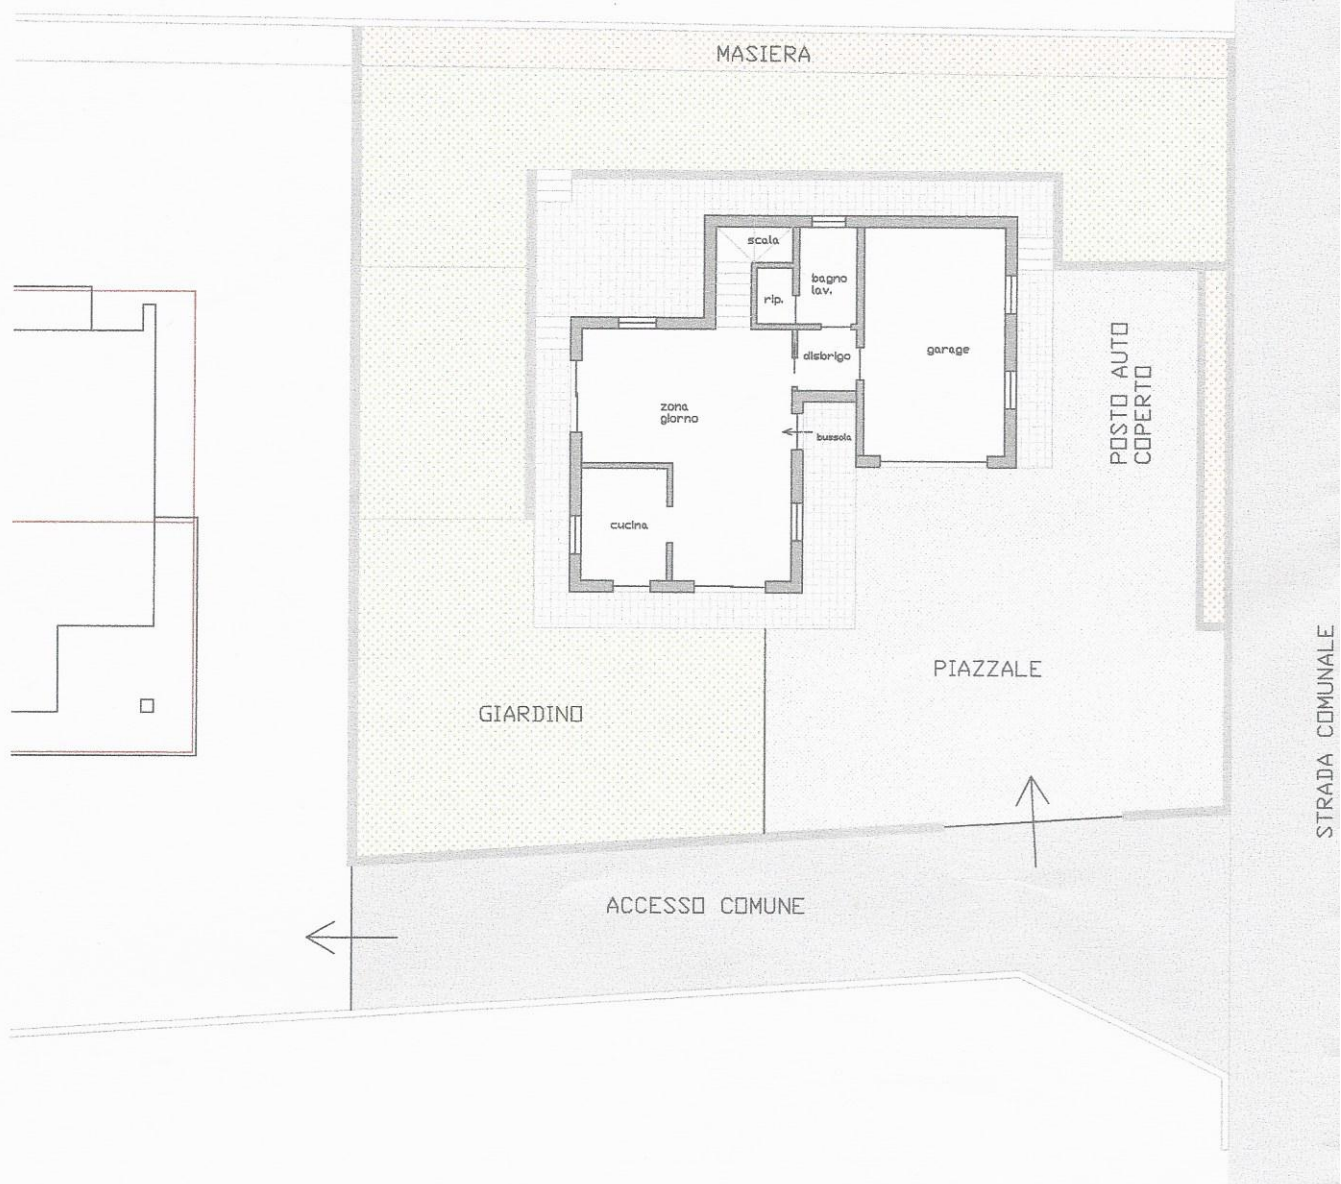 MASIERA
scala
bagno
lav.
rip.
disbrigo
garage
POSTO AUTO
COPERTO
zona
giorno
bussola
cucina
PIAZZALE
GIARDINO
STRADA COMUNALE
ACCESSO COMUNE